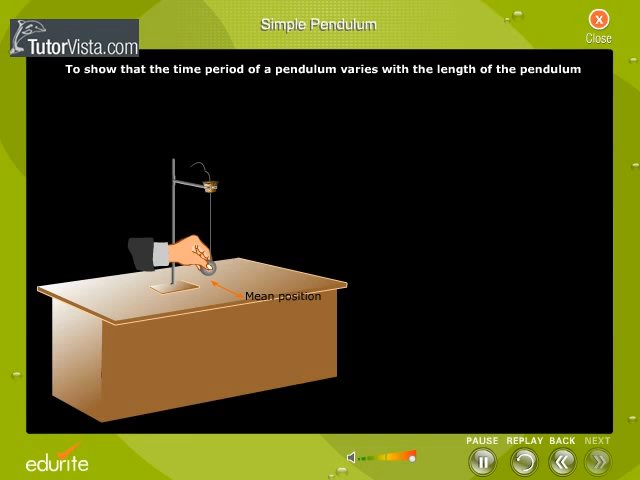 Simple Pendulum
X
Close
TutorVista.com
To show that the time period of a pendulum varies with the length of the pendulum
Mean position
PAUSE REPLAY BACK NEXT
edurite